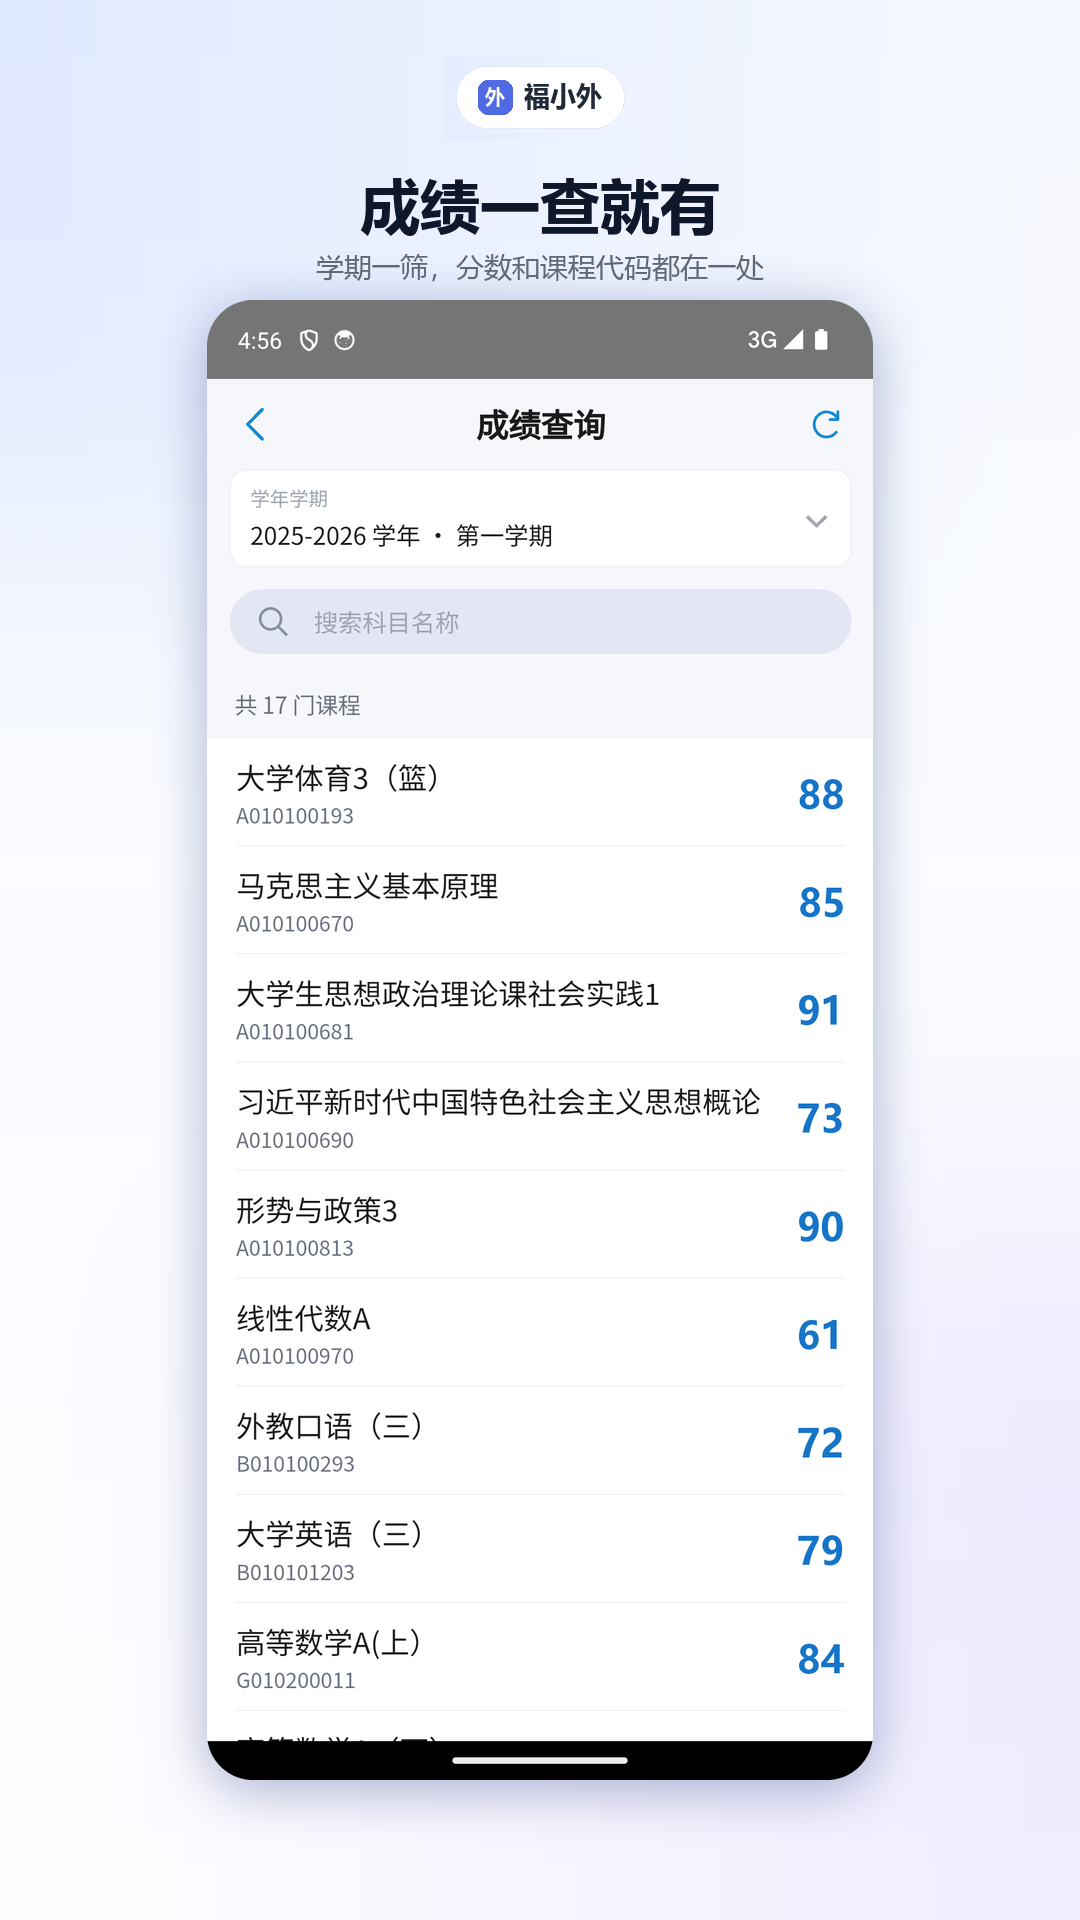 外 福小外
成绩一查就有
学期一筛，分数和课程代码都在一处
4:56 3G
成绩查询
学年学期
2025-2026 学年 · 第一学期
搜索科目名称
共 17 门课程
大学体育3（篮）
88
A010100193
马克思主义基本原理
85
A010100670
大学生思想政治理论课社会实践1
91
A010100681
习近平新时代中国特色社会主义思想概论
73
A010100690
形势与政策3
90
A010100813
线性代数A
61
A010100970
外教口语（三）
72
B010100293
大学英语（三）
79
B010101203
高等数学A(上）
84
G010200011